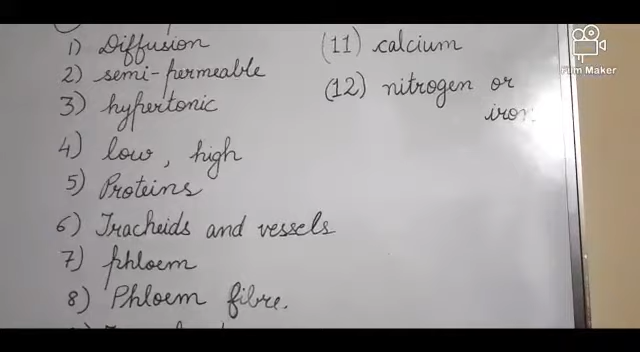 1) Diffusion
2) semi-permeable
3) hypertonic
4) low, high
5) Proteins
6) Tracheids and vessels
7) phloem
8) Phloem fibre.
(11) calcium
(12) nitrogen or
iron
Film Maker